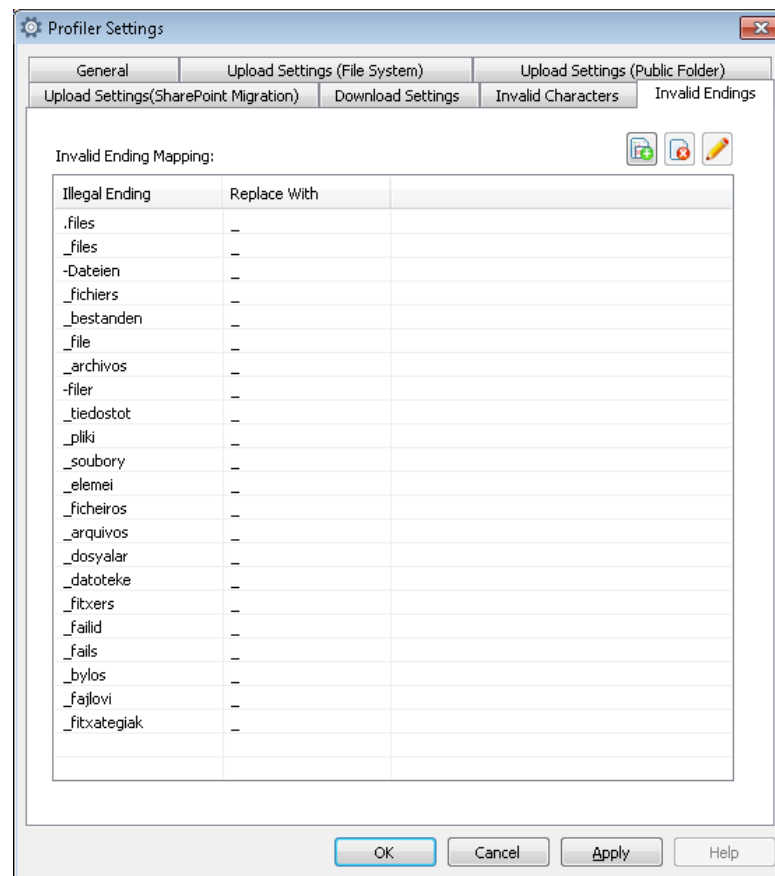 Profiler Settings
General Upload Settings (File System) Upload Settings (Public Folder)
Upload Settings(SharePoint Migration) Download Settings Invalid Characters Invalid Endings
Invalid Ending Mapping:
Illegal Ending Replace With
.files _
_files _
-Dateien _
_fichiers _
_bestanden _
_file _
_archivos _
-filer _
_tiedostot _
_pliki _
_soubory _
_elemei _
_ficheiros _
_arquivos _
_dosyalar _
_datoteke _
_fitxers _
_failid _
_fails _
_bylos _
_fajlovi _
_fitxategiak _
OK Cancel Apply Help